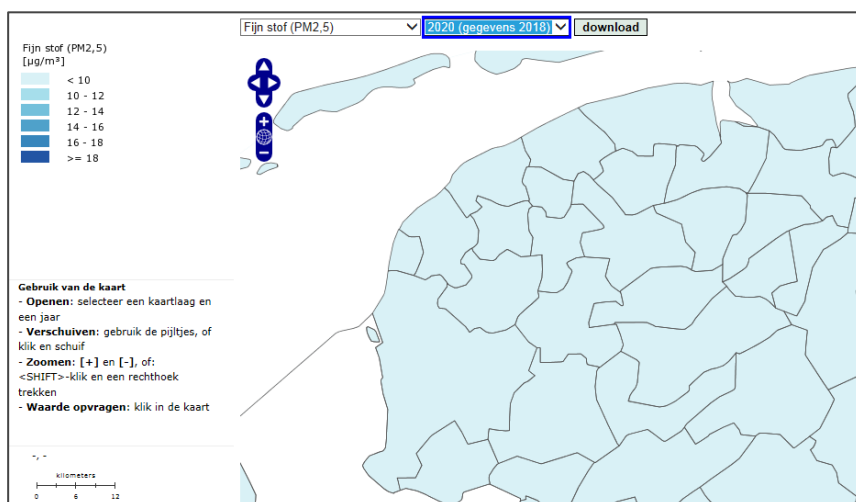 Fijn stof (PM2,5)
2020 (gegevens 2018)
download
Fijn stof (PM2,5)
[µg/m³]
< 10
10 - 12
12 - 14
14 - 16
16 - 18
>= 18
Gebruik van de kaart
- Openen: selecteer een kaartlaag en
een jaar
- Verschuiven: gebruik de pijltjes, of
klik en schuif
- Zoomen: [+] en [-], of:
<SHIFT>-klik en een rechthoek
trekken
- Waarde opvragen: klik in de kaart
-, -
kilometers
0 6 12